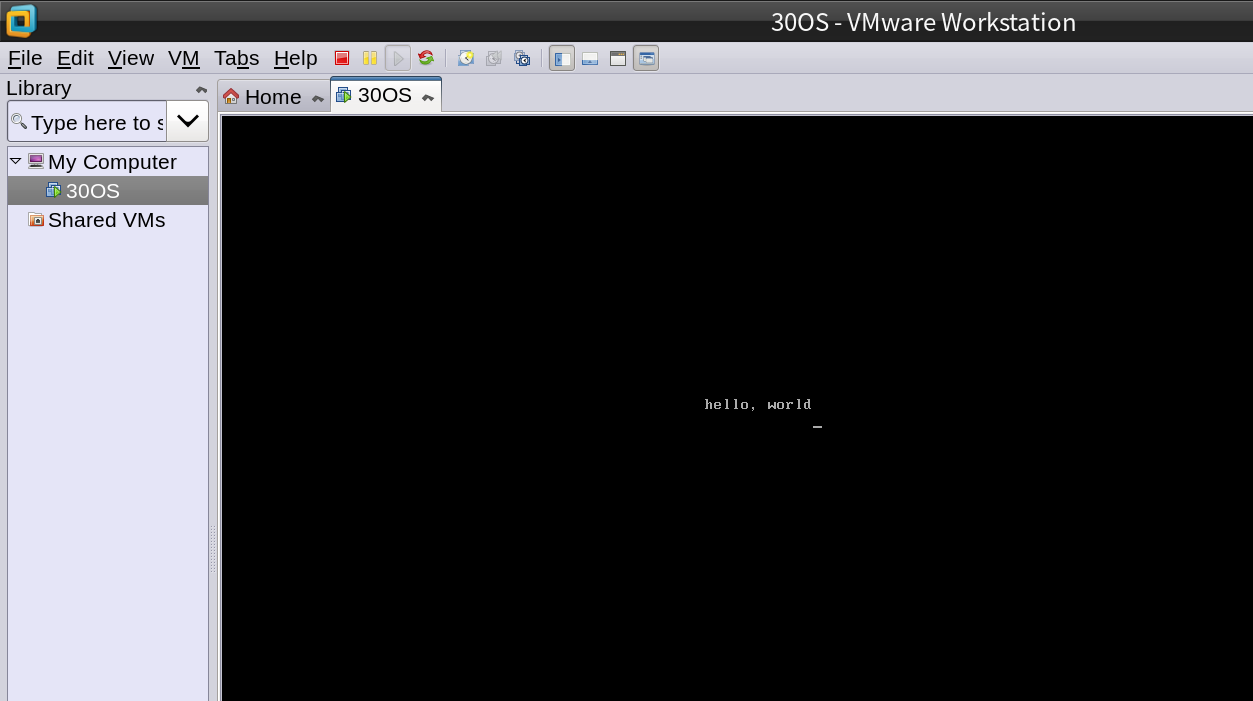 30OS - VMware Workstation
File Edit View VM Tabs Help
Library
Home 30OS
Type here to s
My Computer
30OS
Shared VMs
hello, world